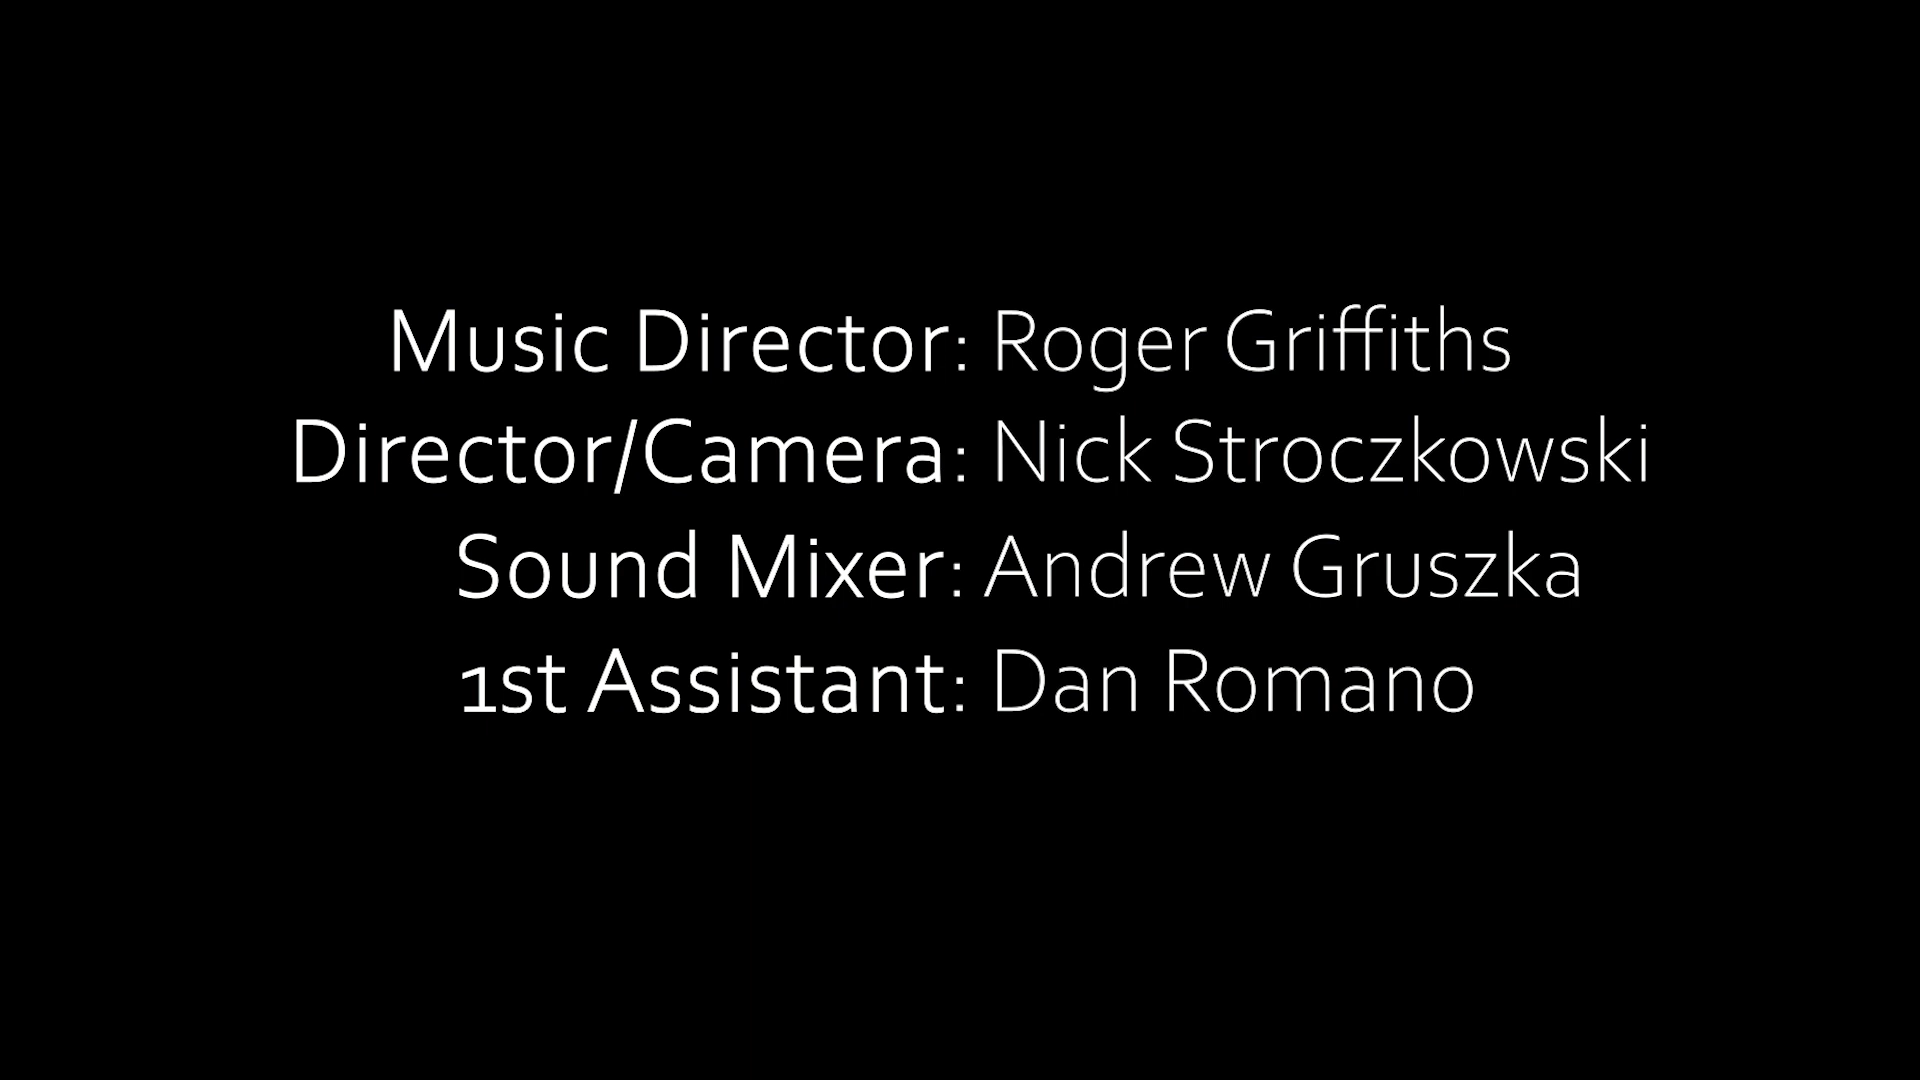 Music Director: Roger Griffiths
Director/Camera: Nick Stroczkowski
Sound Mixer: Andrew Gruszka
1st Assistant: Dan Romano